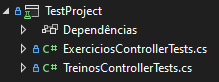 TestProject
Dependências
C# ExerciciosControllerTests.cs
C# TreinosControllerTests.cs